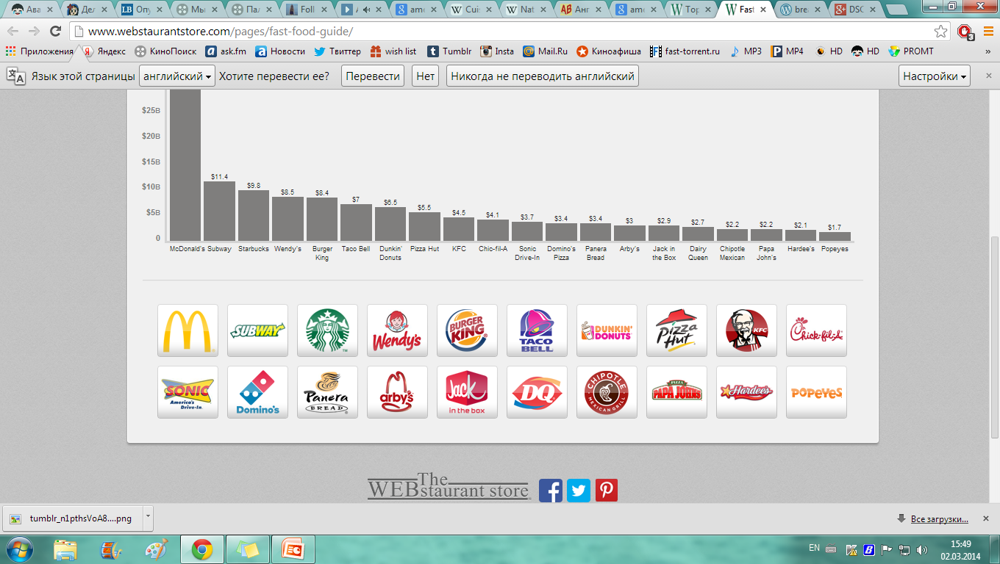 Ава
Дел
Опу
Мы
Пал
Foll
ame
Cui
Nat
Анг
ame
Top
Fast
brea
DSC
www.webstaurantstore.com/pages/fast-food-guide/
3
Приложения Яндекс КиноПоиск ask.fm Новости Твиттер wish list Tumblr Insta Mail.Ru Киноафиша fast-torrent.ru MP3 MP4 HD HD PROMT »
Язык этой страницы английский Хотите перевести ее? Перевести Нет Никогда не переводить английский Настройки
$25B
$20B
$15B
$10B
$5B
0
$11.4 $9.8 $8.5 $8.4 $7 $6.5 $5.5 $4.5 $4.1 $3.7 $3.4 $3.4 $3 $2.9 $2.7 $2.2 $2.2 $2.1 $1.7
McDonald's Subway Starbucks Wendy's Burger Taco Bell Dunkin' Pizza Hut KFC Chic-fil-A Sonic Domino's Panera Arby's Jack in Dairy Chipotle Papa Hardee's Popeyes
King Donuts Drive-In Pizza Bread the Box Queen Mexican John's
SUBWAY
Wendy's
BURGER KING
TACO BELL
DUNKIN' DONUTS
Pizza Hut
KFC
Chick-fil-A
SONIC
America's Drive-In.
Domino's
Panera
BREAD
arby's
Jack
in the box
DQ
CHIPOTLE
MEXICAN GRILL
PIZZA
PAPA JOHNS
Hardee's
POPEYES
The
WEBstaurant store
tumblr_n1pthsVoA8....png
Все загрузки...
EN
15:49
02.03.2014